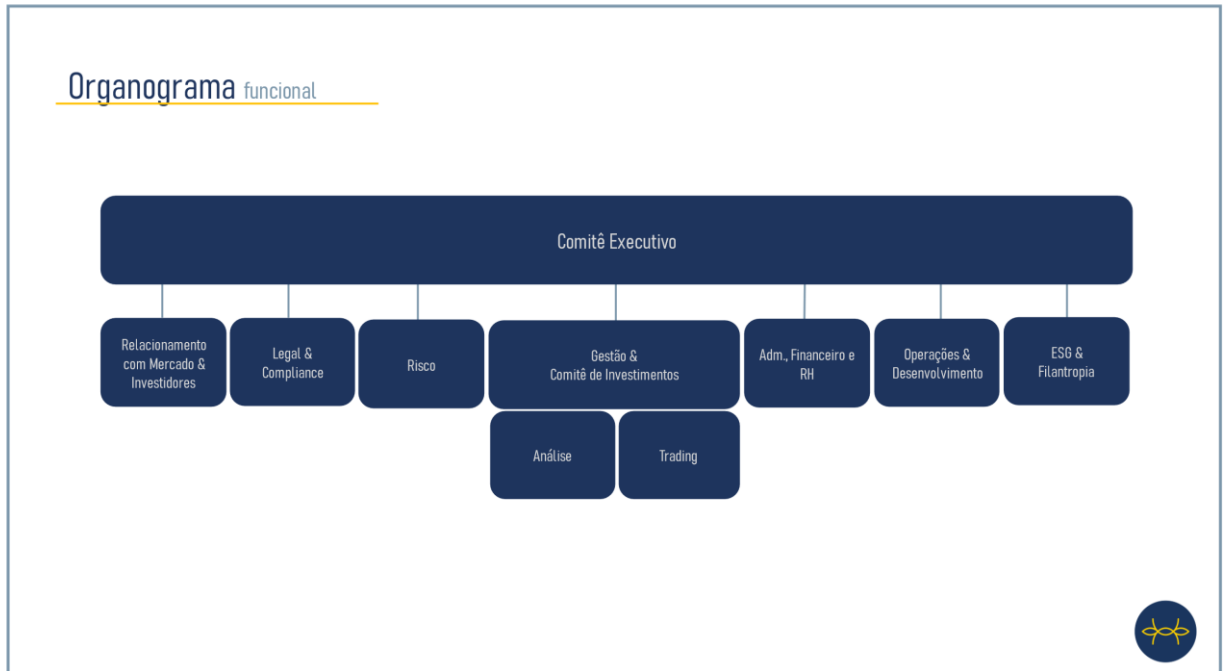 Organograma funcional
Comitê Executivo
Relacionamento
com Mercado &
Investidores
Legal &
Compliance
Risco
Gestão &
Comitê de Investimentos
Adm., Financeiro e
RH
Operações &
Desenvolvimento
ESG &
Filantropia
Análise
Trading